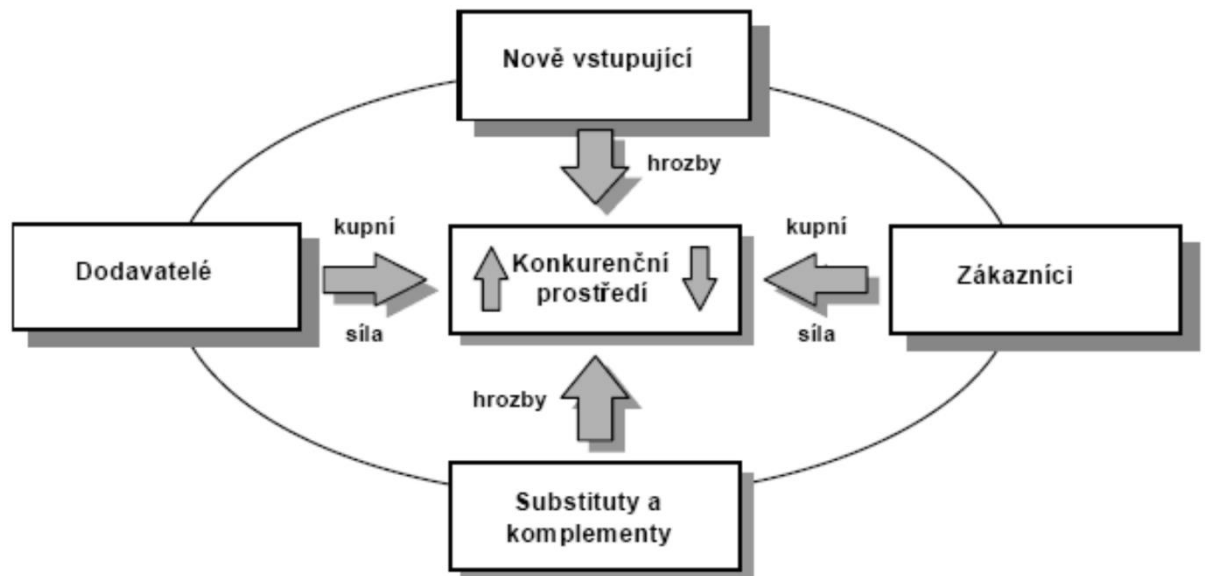 Nově vstupující
hrozby
kupní
Dodavatelé
síla
Konkurenční
prostředí
kupní
Zákazníci
síla
hrozby
Substituty a
komplementy